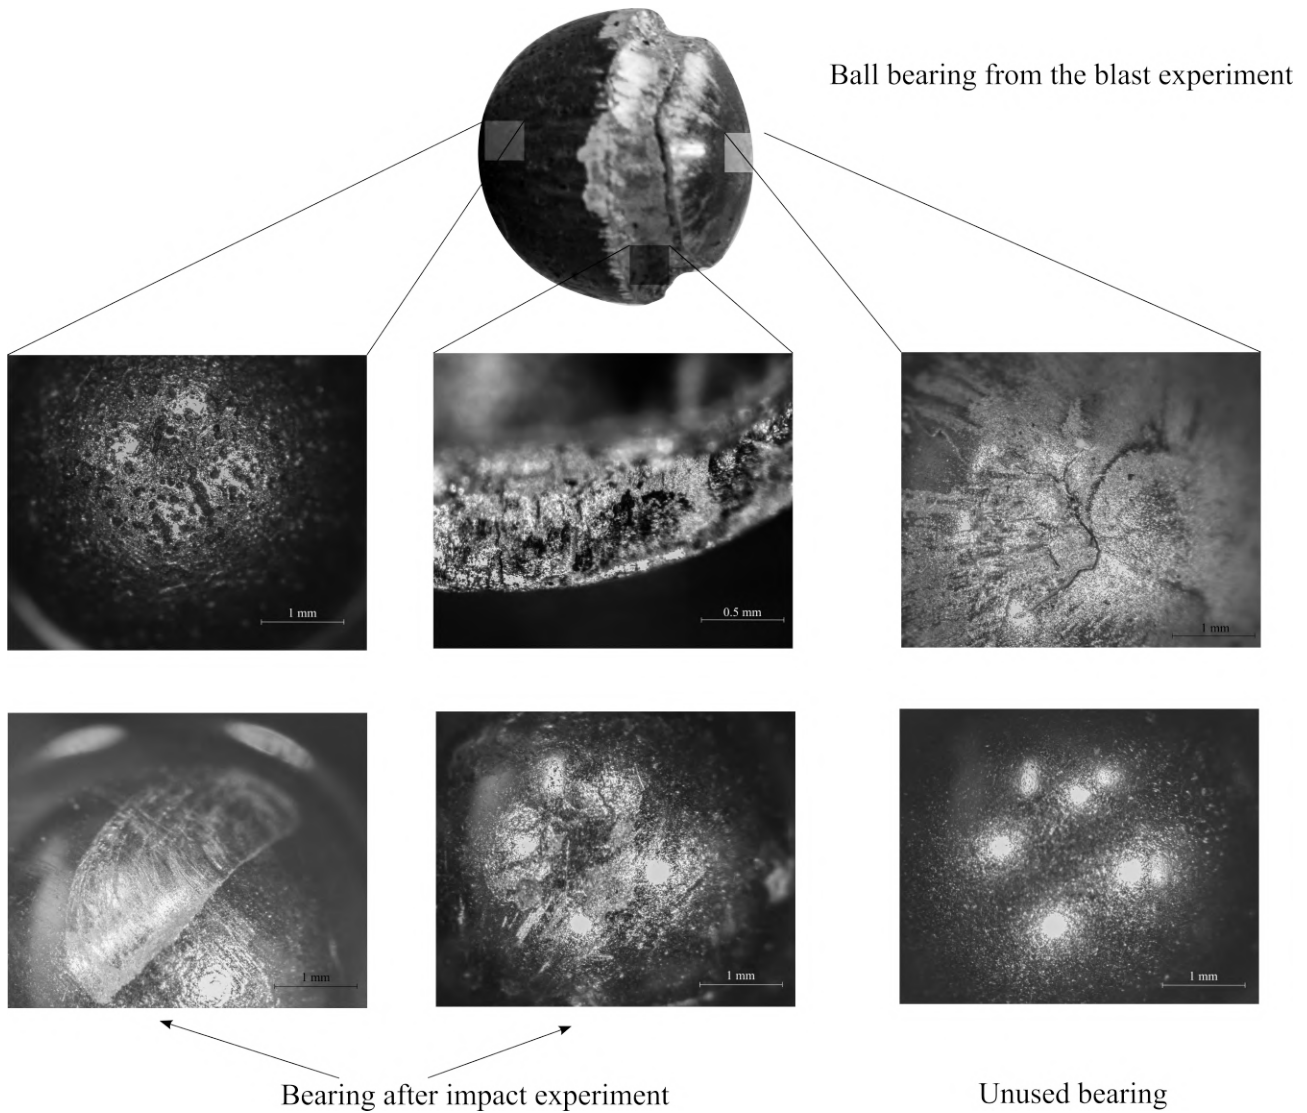 Ball bearing from the blast experiment
1 mm
0.5 mm
1 mm
1 mm
1 mm
1 mm
Bearing after impact experiment
Unused bearing